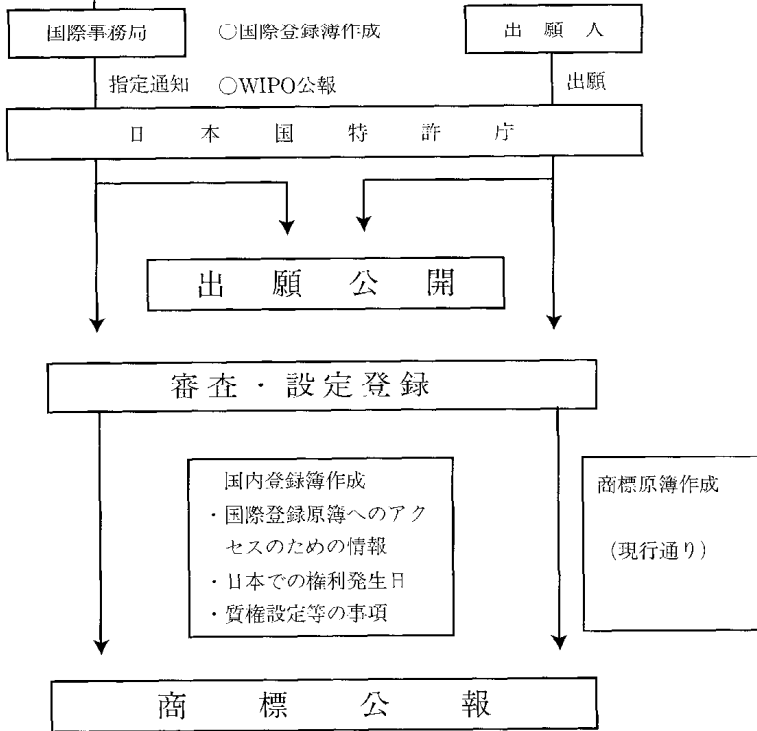 国際事務局
○国際登録簿作成
出願人
指定通知
○WIPO公報
出願
日本国特許庁
出願公開
審査・設定登録
国内登録簿作成
・国際登録原簿へのアク
セスのための情報
・日本での権利発生日
・質権設定等の事項
商標原簿作成
(現行通り)
商標公報